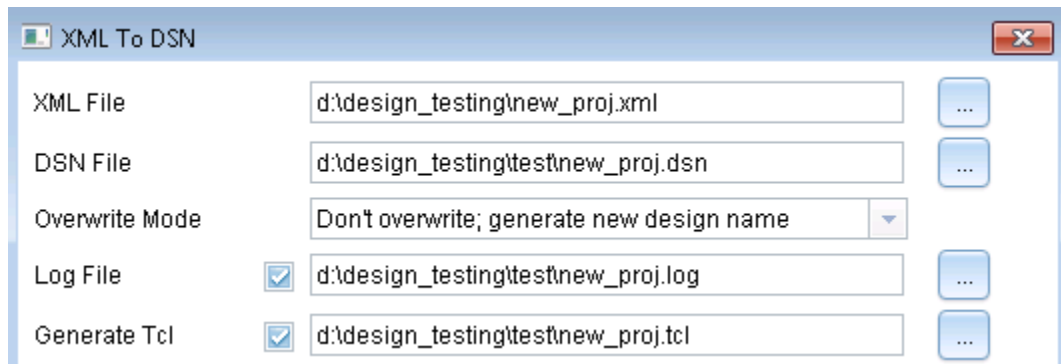 XML To DSN
XML File d:\design_testing\new_proj.xml ...
DSN File d:\design_testing\test\new_proj.dsn ...
Overwrite Mode Don't overwrite; generate new design name
Log File d:\design_testing\test\new_proj.log ...
Generate Tcl d:\design_testing\test\new_proj.tcl ...